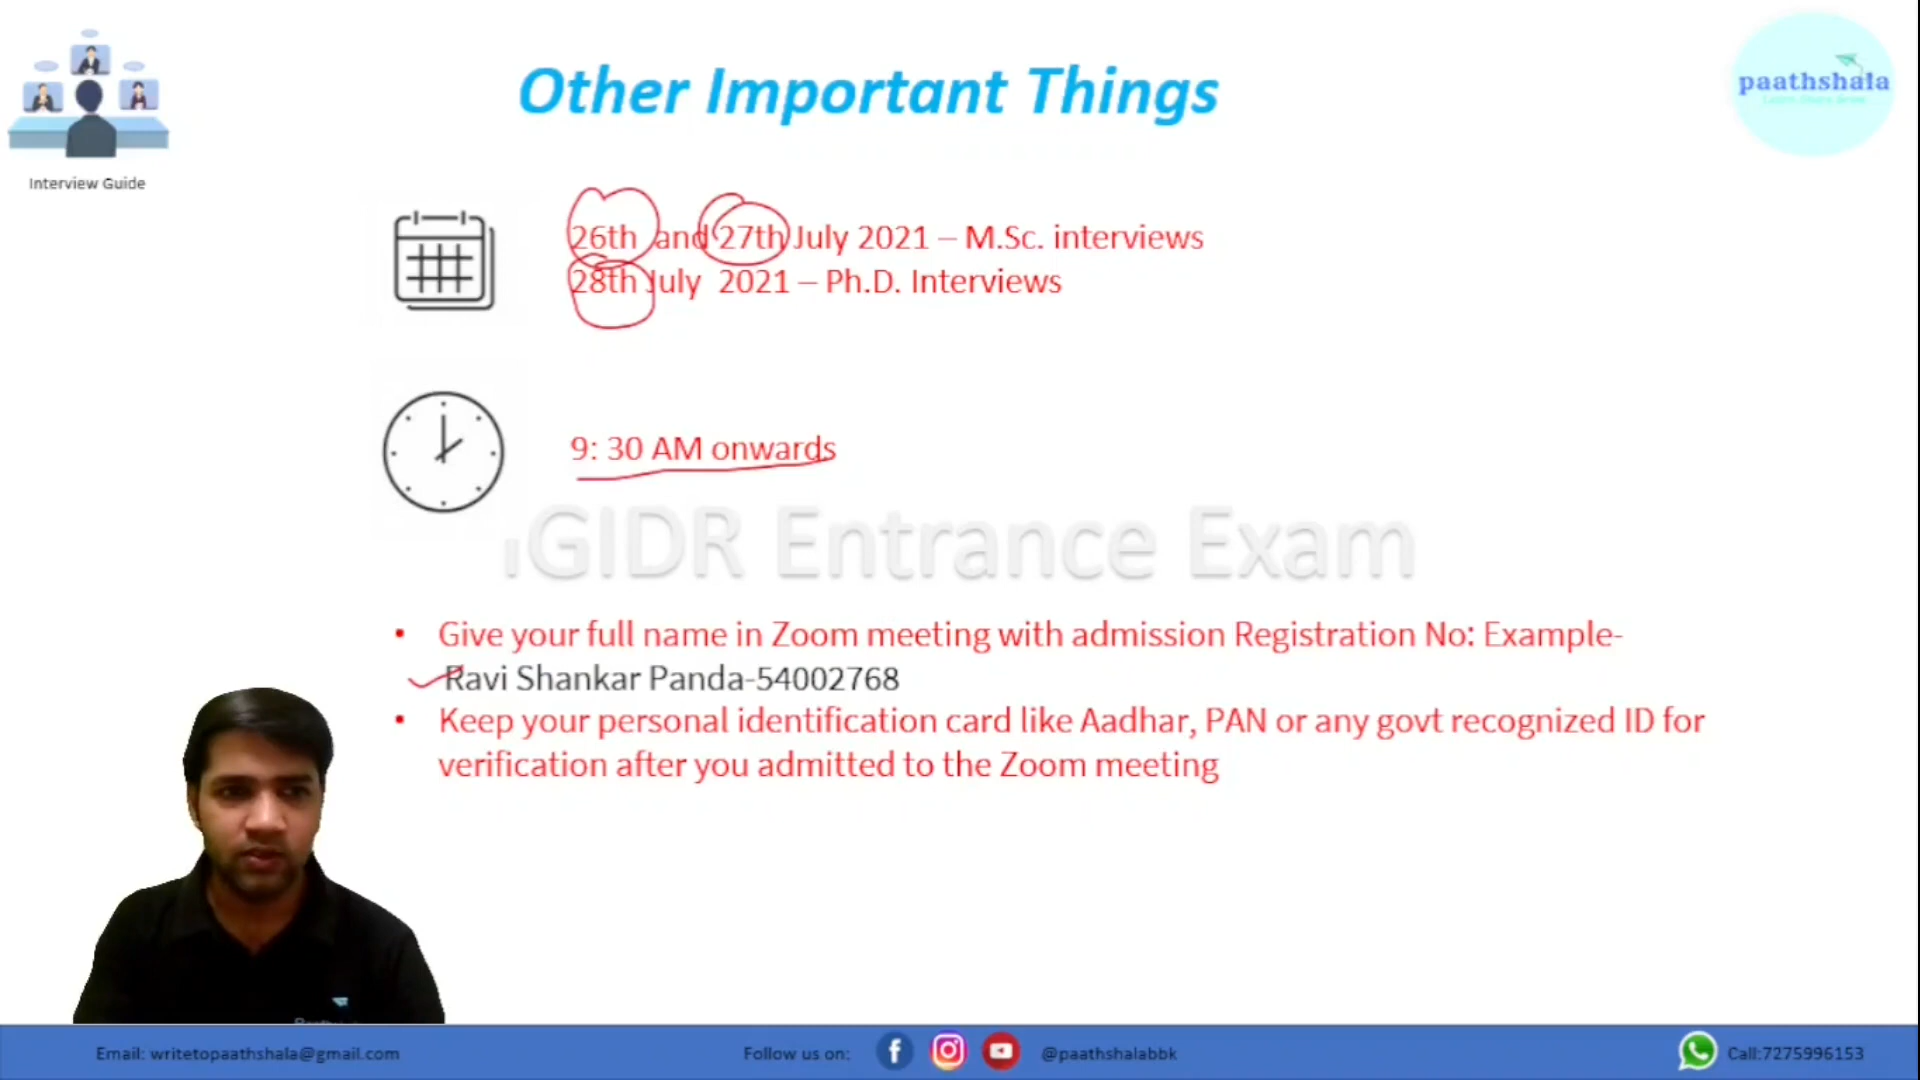 Other Important Things
paathshala
Interview Guide
26th and 27th July 2021 – M.Sc. interviews
28th July 2021 – Ph.D. Interviews
9: 30 AM onwards
IGIDR Entrance Exam
• Give your full name in Zoom meeting with admission Registration No: Example-
Ravi Shankar Panda-54002768
• Keep your personal identification card like Aadhar, PAN or any govt recognized ID for
verification after you admitted to the Zoom meeting
Email: writetopaathshala@gmail.com
Follow us on:
@paathshalabbk
Call:7275996153